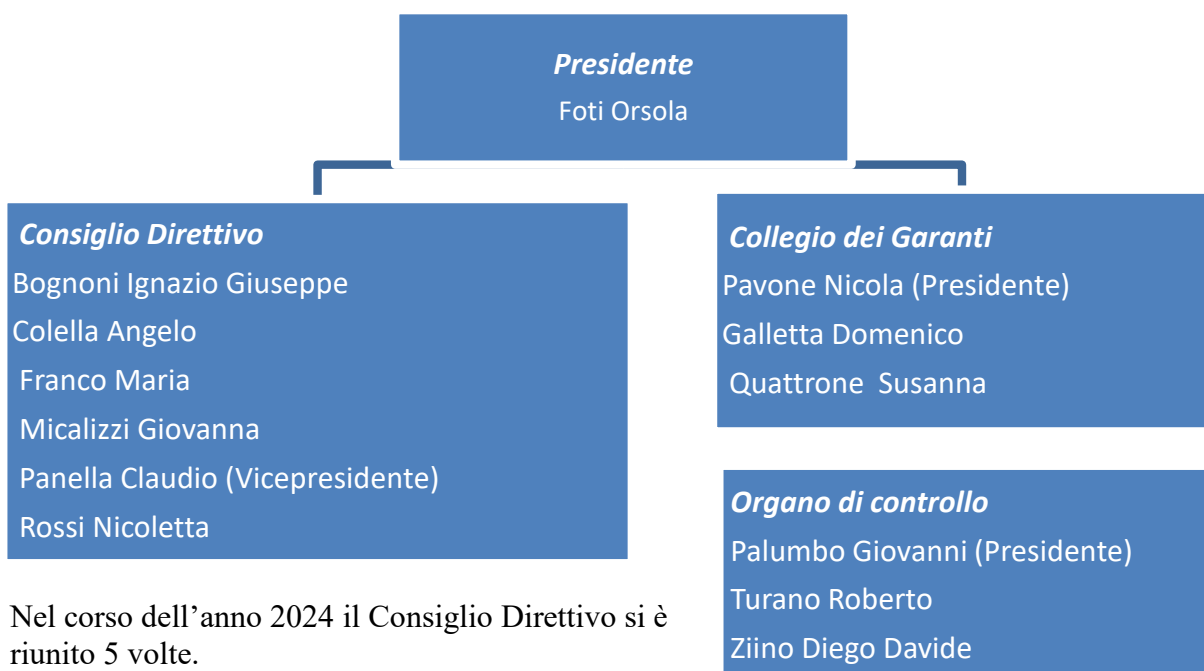 Presidente
Foti Orsola
Consiglio Direttivo
Bognoni Ignazio Giuseppe
Colella Angelo
Franco Maria
Micalizzi Giovanna
Panella Claudio (Vicepresidente)
Rossi Nicoletta
Collegio dei Garanti
Pavone Nicola (Presidente)
Galletta Domenico
Quattrone Susanna
Organo di controllo
Palumbo Giovanni (Presidente)
Turano Roberto
Ziino Diego Davide
Nel corso dell’anno 2024 il Consiglio Direttivo si è
riunito 5 volte.